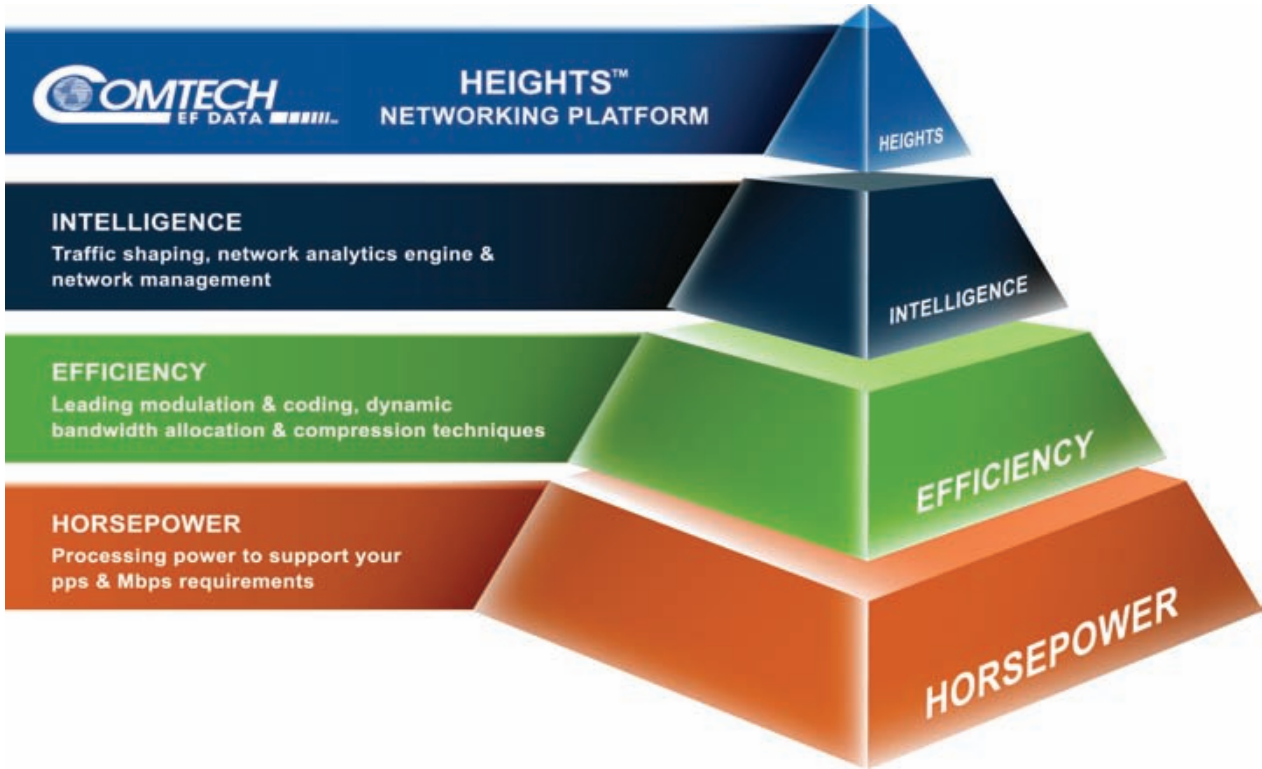 COMTECH
EF DATA
HEIGHTS™
NETWORKING PLATFORM
HEIGHTS
INTELLIGENCE
Traffic shaping, network analytics engine &
network management
INTELLIGENCE
EFFICIENCY
Leading modulation & coding, dynamic
bandwidth allocation & compression techniques
EFFICIENCY
HORSEPOWER
Processing power to support your
pps & Mbps requirements
HORSEPOWER